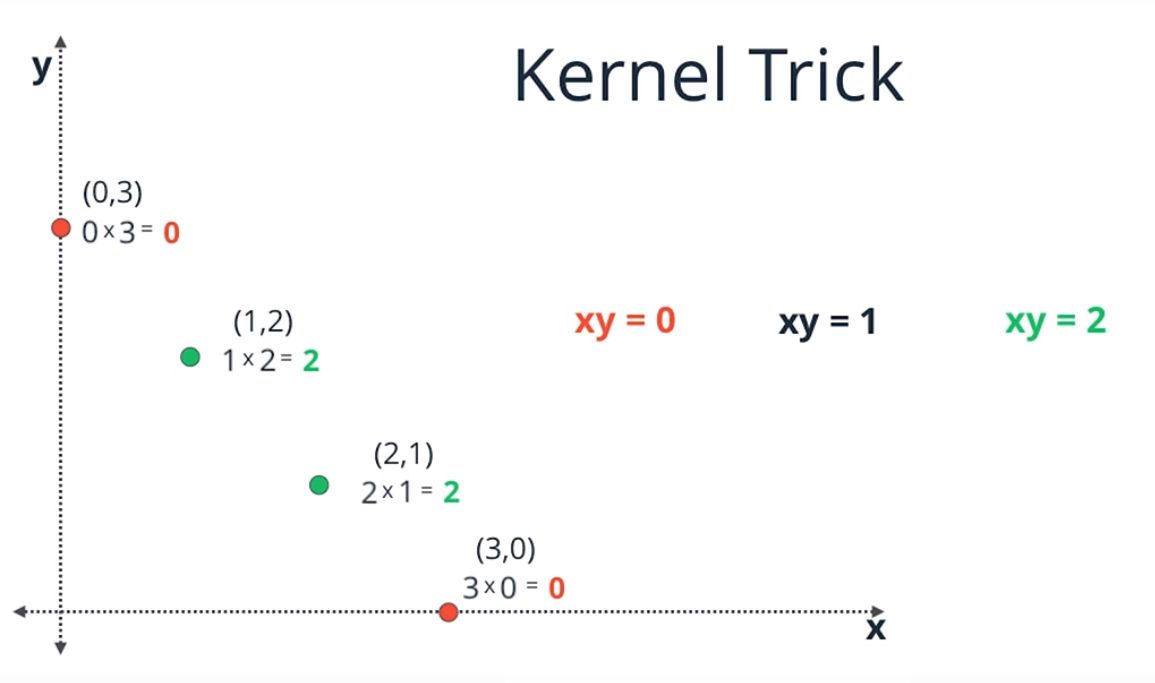 Kernel Trick
y
(0,3)
0×3= 0
(1,2)
1×2= 2
xy = 0
xy = 1
xy = 2
(2,1)
2×1= 2
(3,0)
3×0 = 0
x